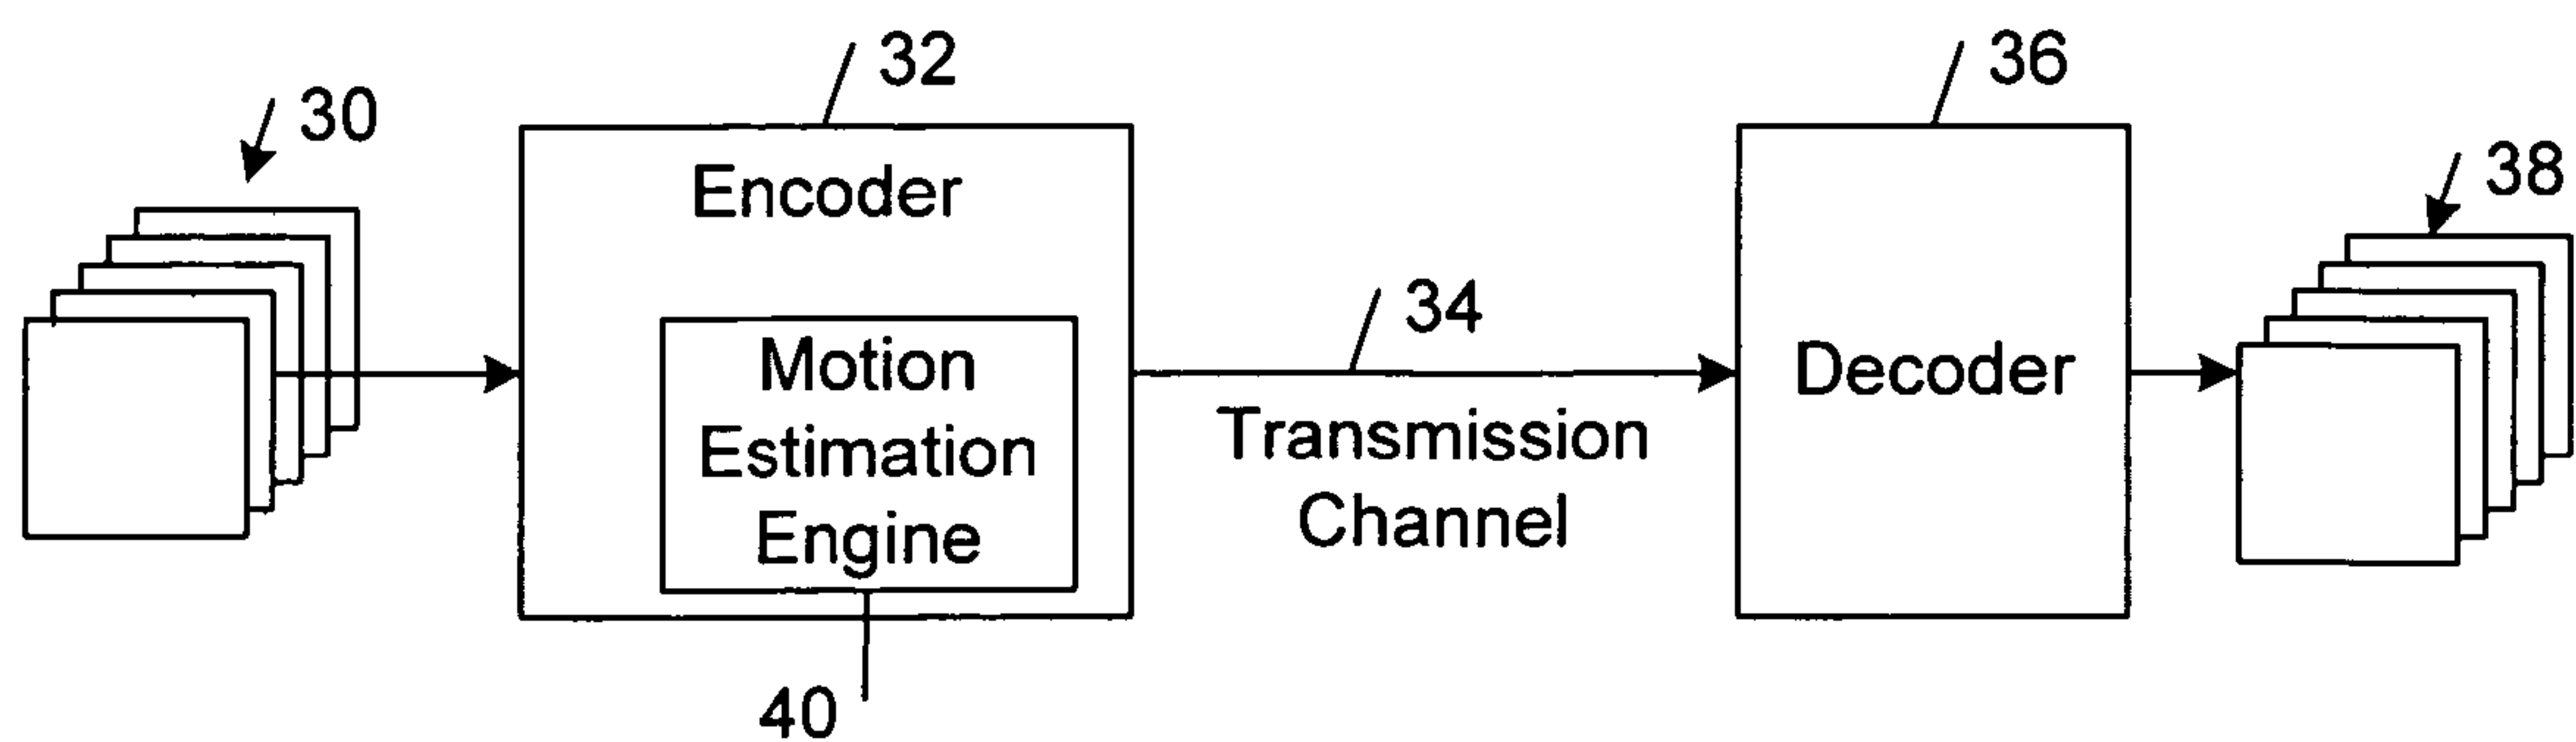 30
32
Encoder
Motion
Estimation
Engine
40
34
Transmission
Channel
36
Decoder
38